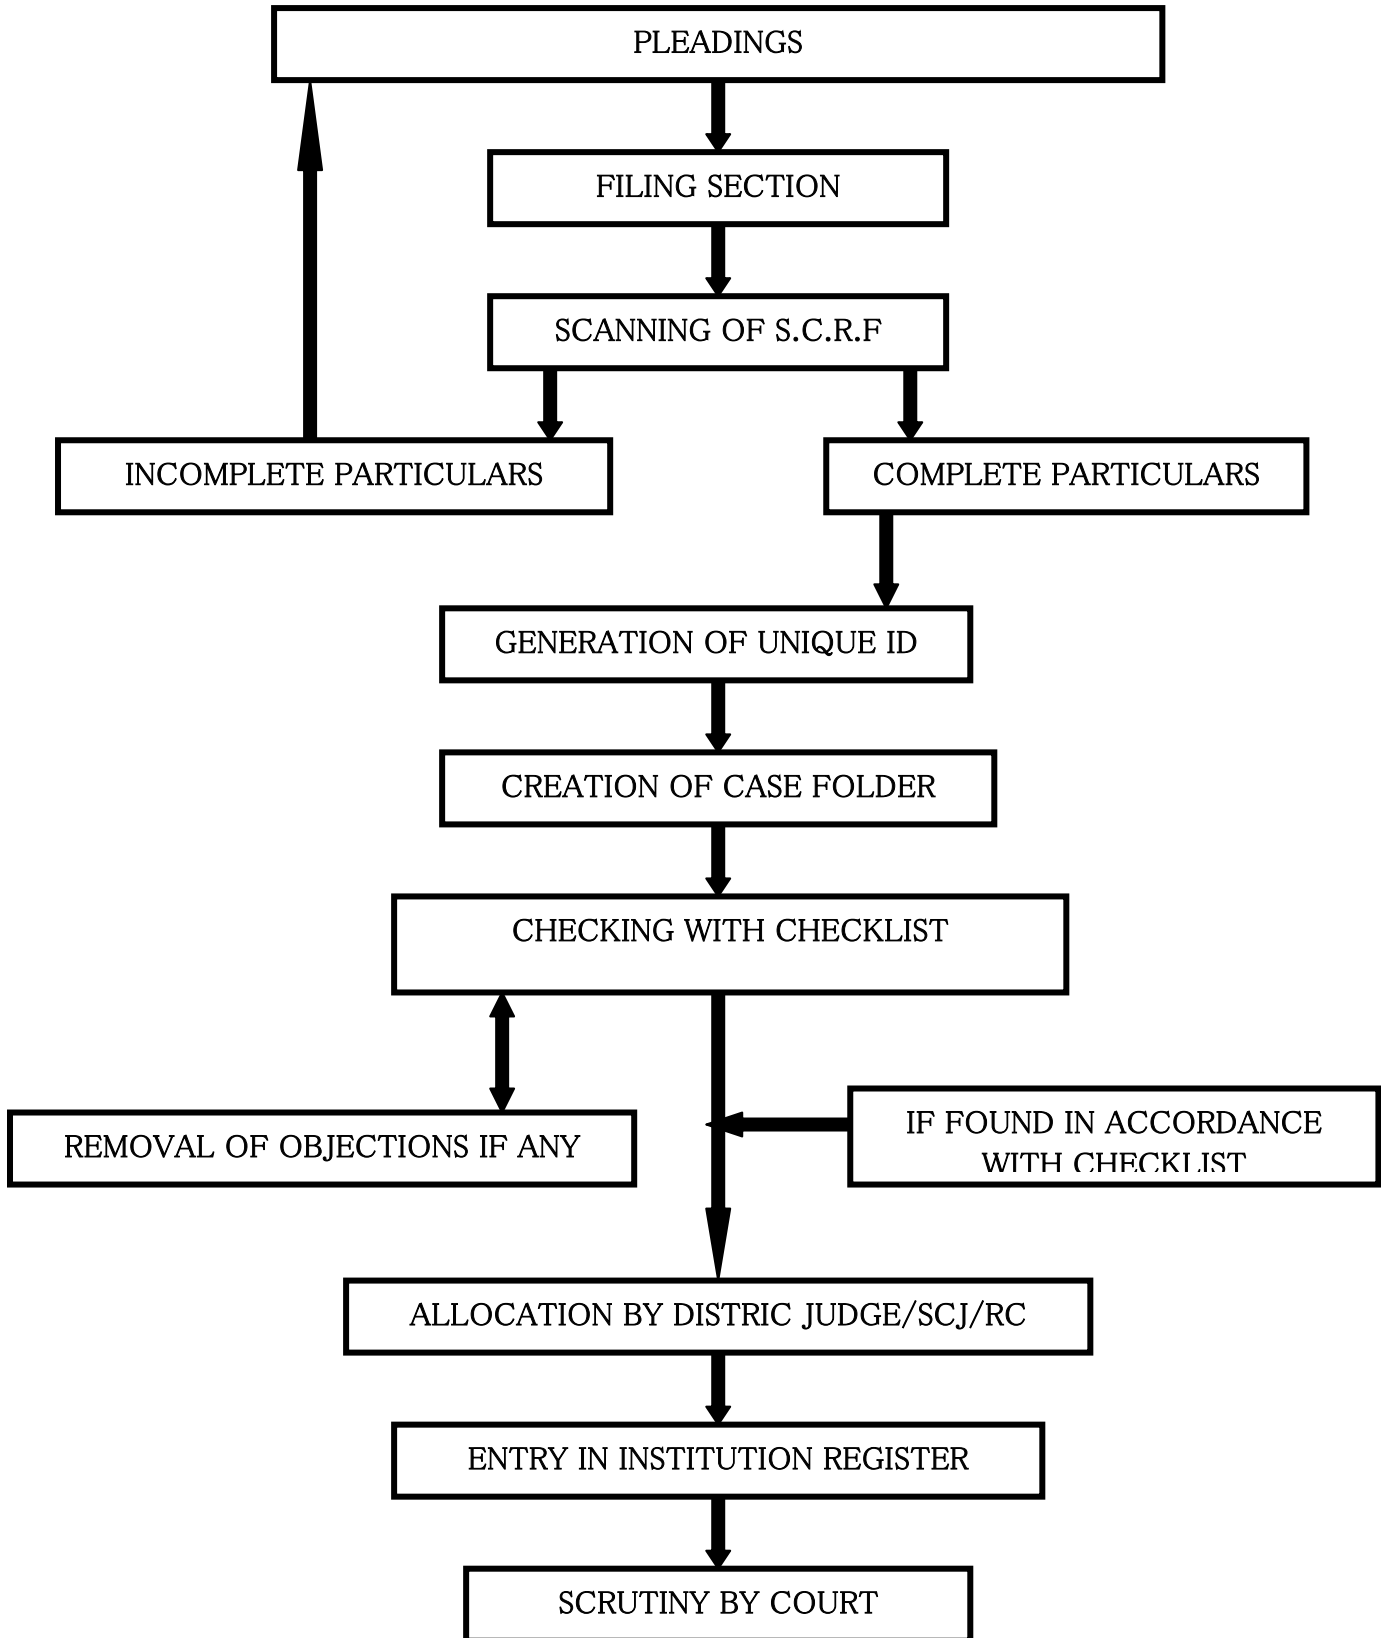 PLEADINGS
FILING SECTION
SCANNING OF S.C.R.F
INCOMPLETE PARTICULARS
COMPLETE PARTICULARS
GENERATION OF UNIQUE ID
CREATION OF CASE FOLDER
CHECKING WITH CHECKLIST
REMOVAL OF OBJECTIONS IF ANY
IF FOUND IN ACCORDANCE
WITH CHECKLIST
ALLOCATION BY DISTRIC JUDGE/SCJ/RC
ENTRY IN INSTITUTION REGISTER
SCRUTINY BY COURT